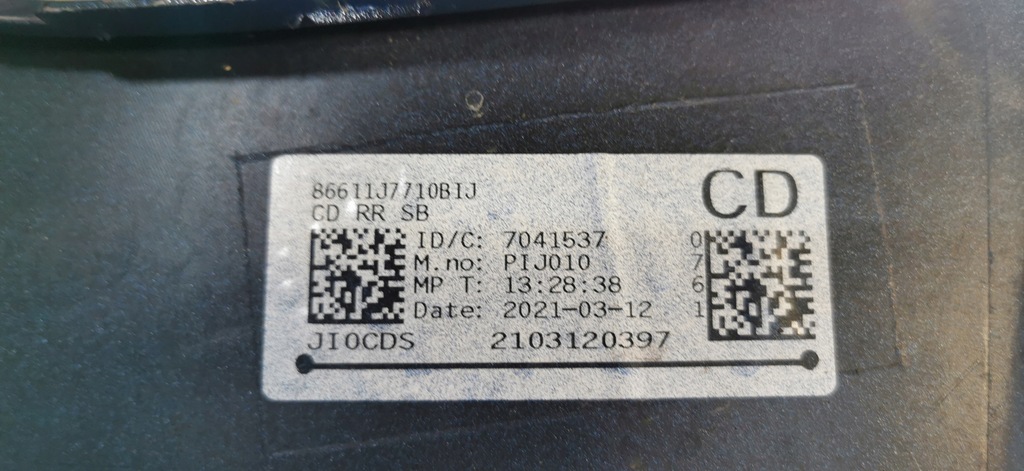 86611J7710BIJ
CD
CD RR SB
ID/C: 7041537
M.no: PIJ010
MP T: 13:28:38
Date: 2021-03-12
0
7
6
1
JI0CDS 2103120397